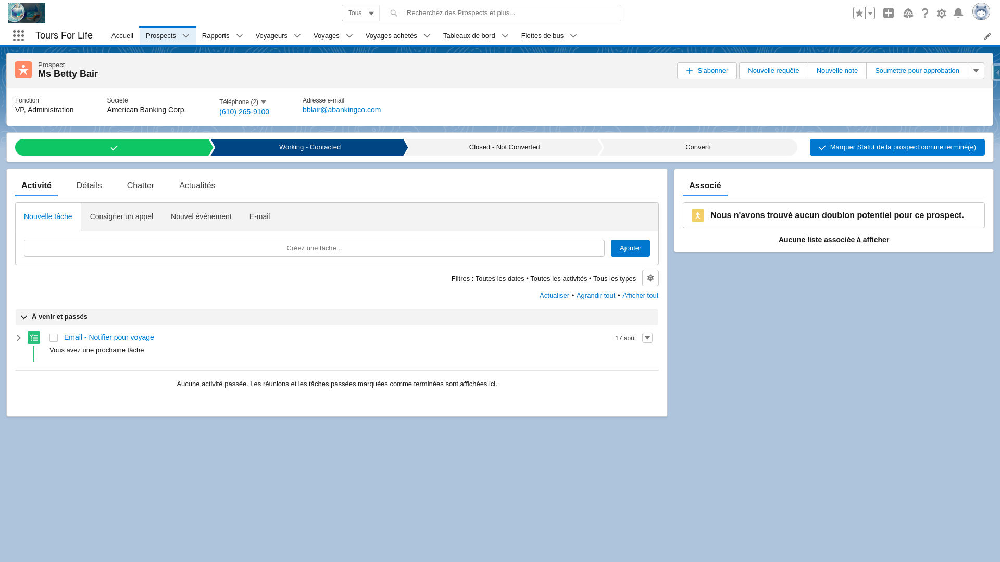 Tous
Recherchez des Prospects et plus...
Tours For Life
Accueil
Prospects
Rapports
Voyageurs
Voyages
Voyages achetés
Tableaux de bord
Flottes de bus
Prospect
Ms Betty Bair
S'abonner
Nouvelle requête
Nouvelle note
Soumettre pour approbation
Fonction
VP, Administration
Société
American Banking Corp.
Téléphone (2)
(610) 265-9100
Adresse e-mail
bblair@abankingco.com
Working - Contacted
Closed - Not Converted
Converti
Marquer Statut de la prospect comme terminé(e)
Activité
Détails
Chatter
Actualités
Nouvelle tâche
Consigner un appel
Nouvel événement
E-mail
Créez une tâche...
Ajouter
Filtres : Toutes les dates • Toutes les activités • Tous les types
Actualiser • Agrandir tout • Afficher tout
À venir et passés
Email - Notifier pour voyage
17 août
Vous avez une prochaine tâche
Aucune activité passée. Les réunions et les tâches passées marquées comme terminées sont affichées ici.
Associé
Nous n'avons trouvé aucun doublon potentiel pour ce prospect.
Aucune liste associée à afficher